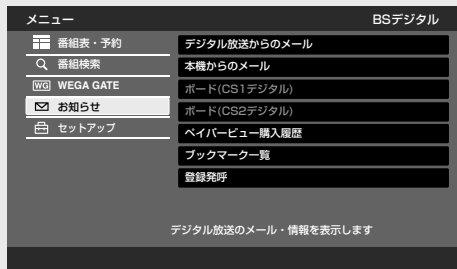 メニュー
BSデジタル
番組表・予約
番組検索
WG WEGA GATE
お知らせ
セットアップ
デジタル放送からのメール
本機からのメール
ボード(CS1デジタル)
ボード(CS2デジタル)
ペイパービュー購入履歴
ブックマーク一覧
登録発呼
デジタル放送のメール・情報を表示します